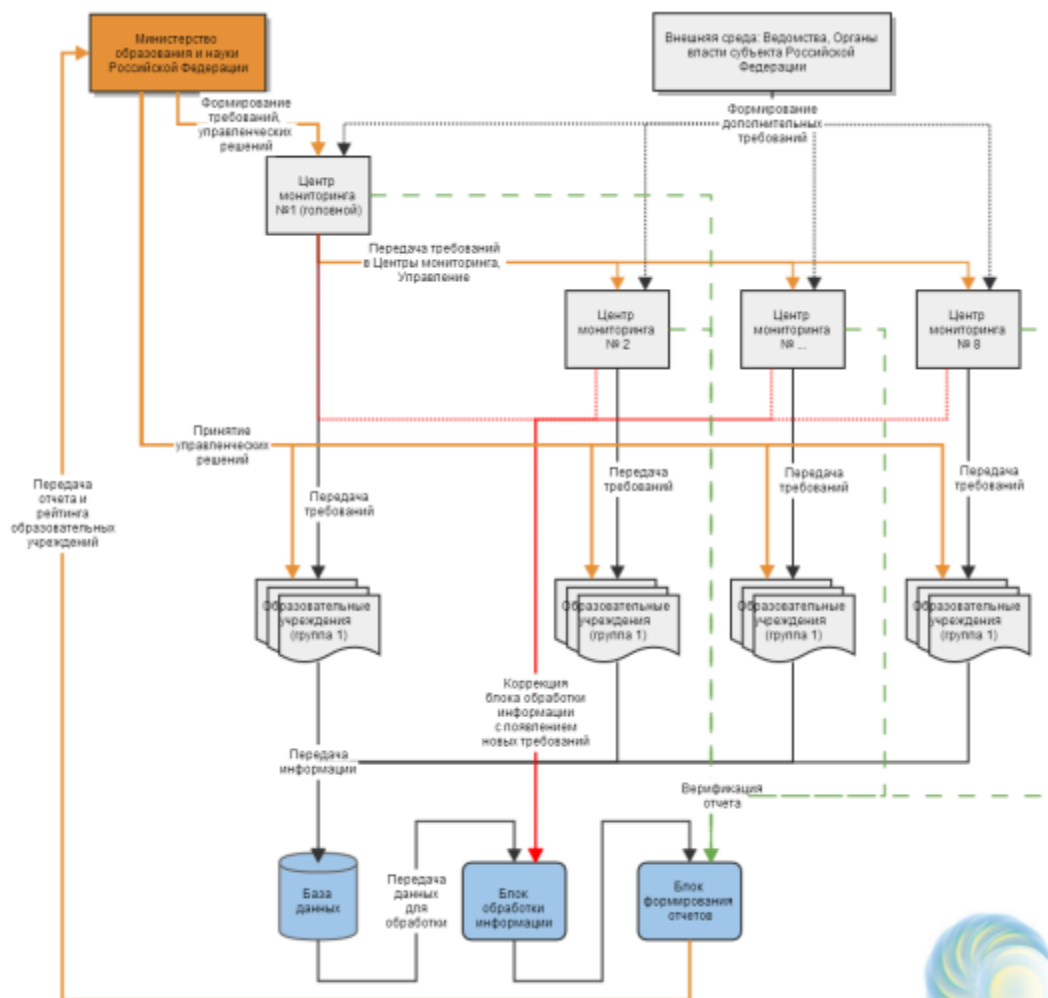 Министерство
образования и науки
Российской Федерации
Внешняя среда: Ведомства, Органы
власти субъекта Российской
Федерации
Формирование
требований,
управленческих
решений
Формирование
дополнительных
требований
Центр
мониторинга
№1 (головной)
Передача требований
в Центры мониторинга,
Управление
Центр
мониторинга
№ 2
Центр
мониторинга
№ ...
Центр
мониторинга
№ 8
Принятие
управленческих
решений
Передача
отчета и
рейтинга
образовательных
учреждений
Передача
требований
Передача
требований
Передача
требований
Передача
требований
Образовательные
учреждения
(группа 1)
Образовательные
учреждения
(группа 1)
Образовательные
учреждения
(группа 1)
Образовательные
учреждения
(группа 1)
Коррекция
блока обработки
информации
с появлением
новых требований
Передача
информации
Верификация
отчета
База
данных
Передача
данных
для
обработки
Блок
обработки
информации
Блок
формирования
отчетов